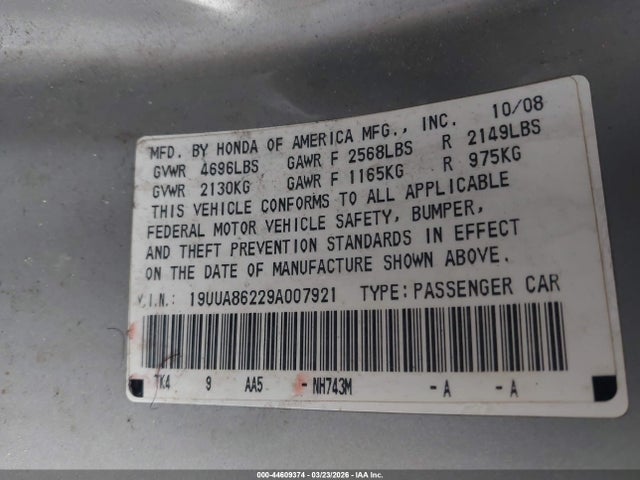 10/08
MFD. BY HONDA OF AMERICA MFG., INC.
GVWR 4696LBS GAWR F 2568LBS R 2149LBS
GVWR 2130KG GAWR F 1165KG R 975KG
THIS VEHICLE CONFORMS TO ALL APPLICABLE
FEDERAL MOTOR VEHICLE SAFETY, BUMPER,
AND THEFT PREVENTION STANDARDS IN EFFECT
ON THE DATE OF MANUFACTURE SHOWN ABOVE.
V.I.N.: 19UUA86229A007921 TYPE: PASSENGER CAR
TK4 9 AA5 - NH743M - A - A
000-44609374 | 03/23/2026 | IAA Inc.